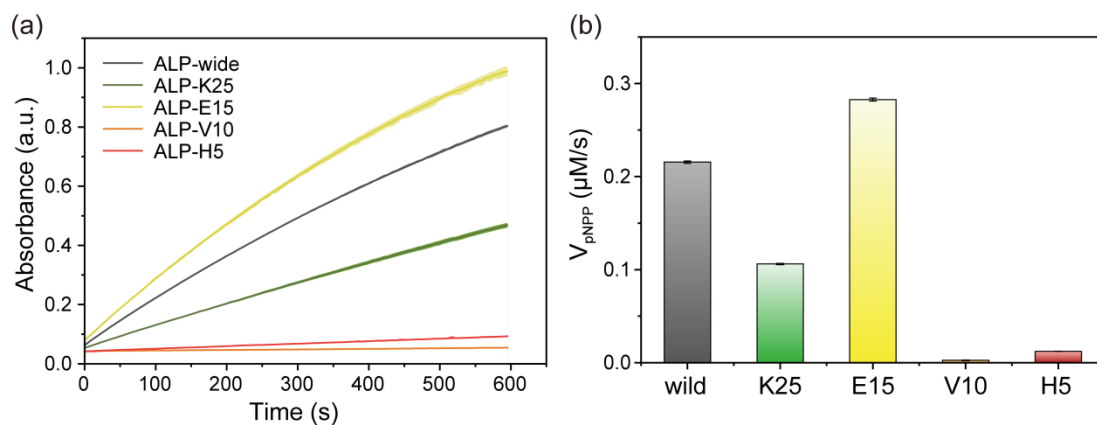 (a)
Absorbance (a.u.)
1.0
0.8
0.6
0.4
0.2
0.0
ALP-wide
ALP-K25
ALP-E15
ALP-V10
ALP-H5
0 100 200 300 400 500 600
Time (s)
(b)
VpNPP (μM/s)
0.3
0.2
0.1
0.0
wild K25 E15 V10 H5